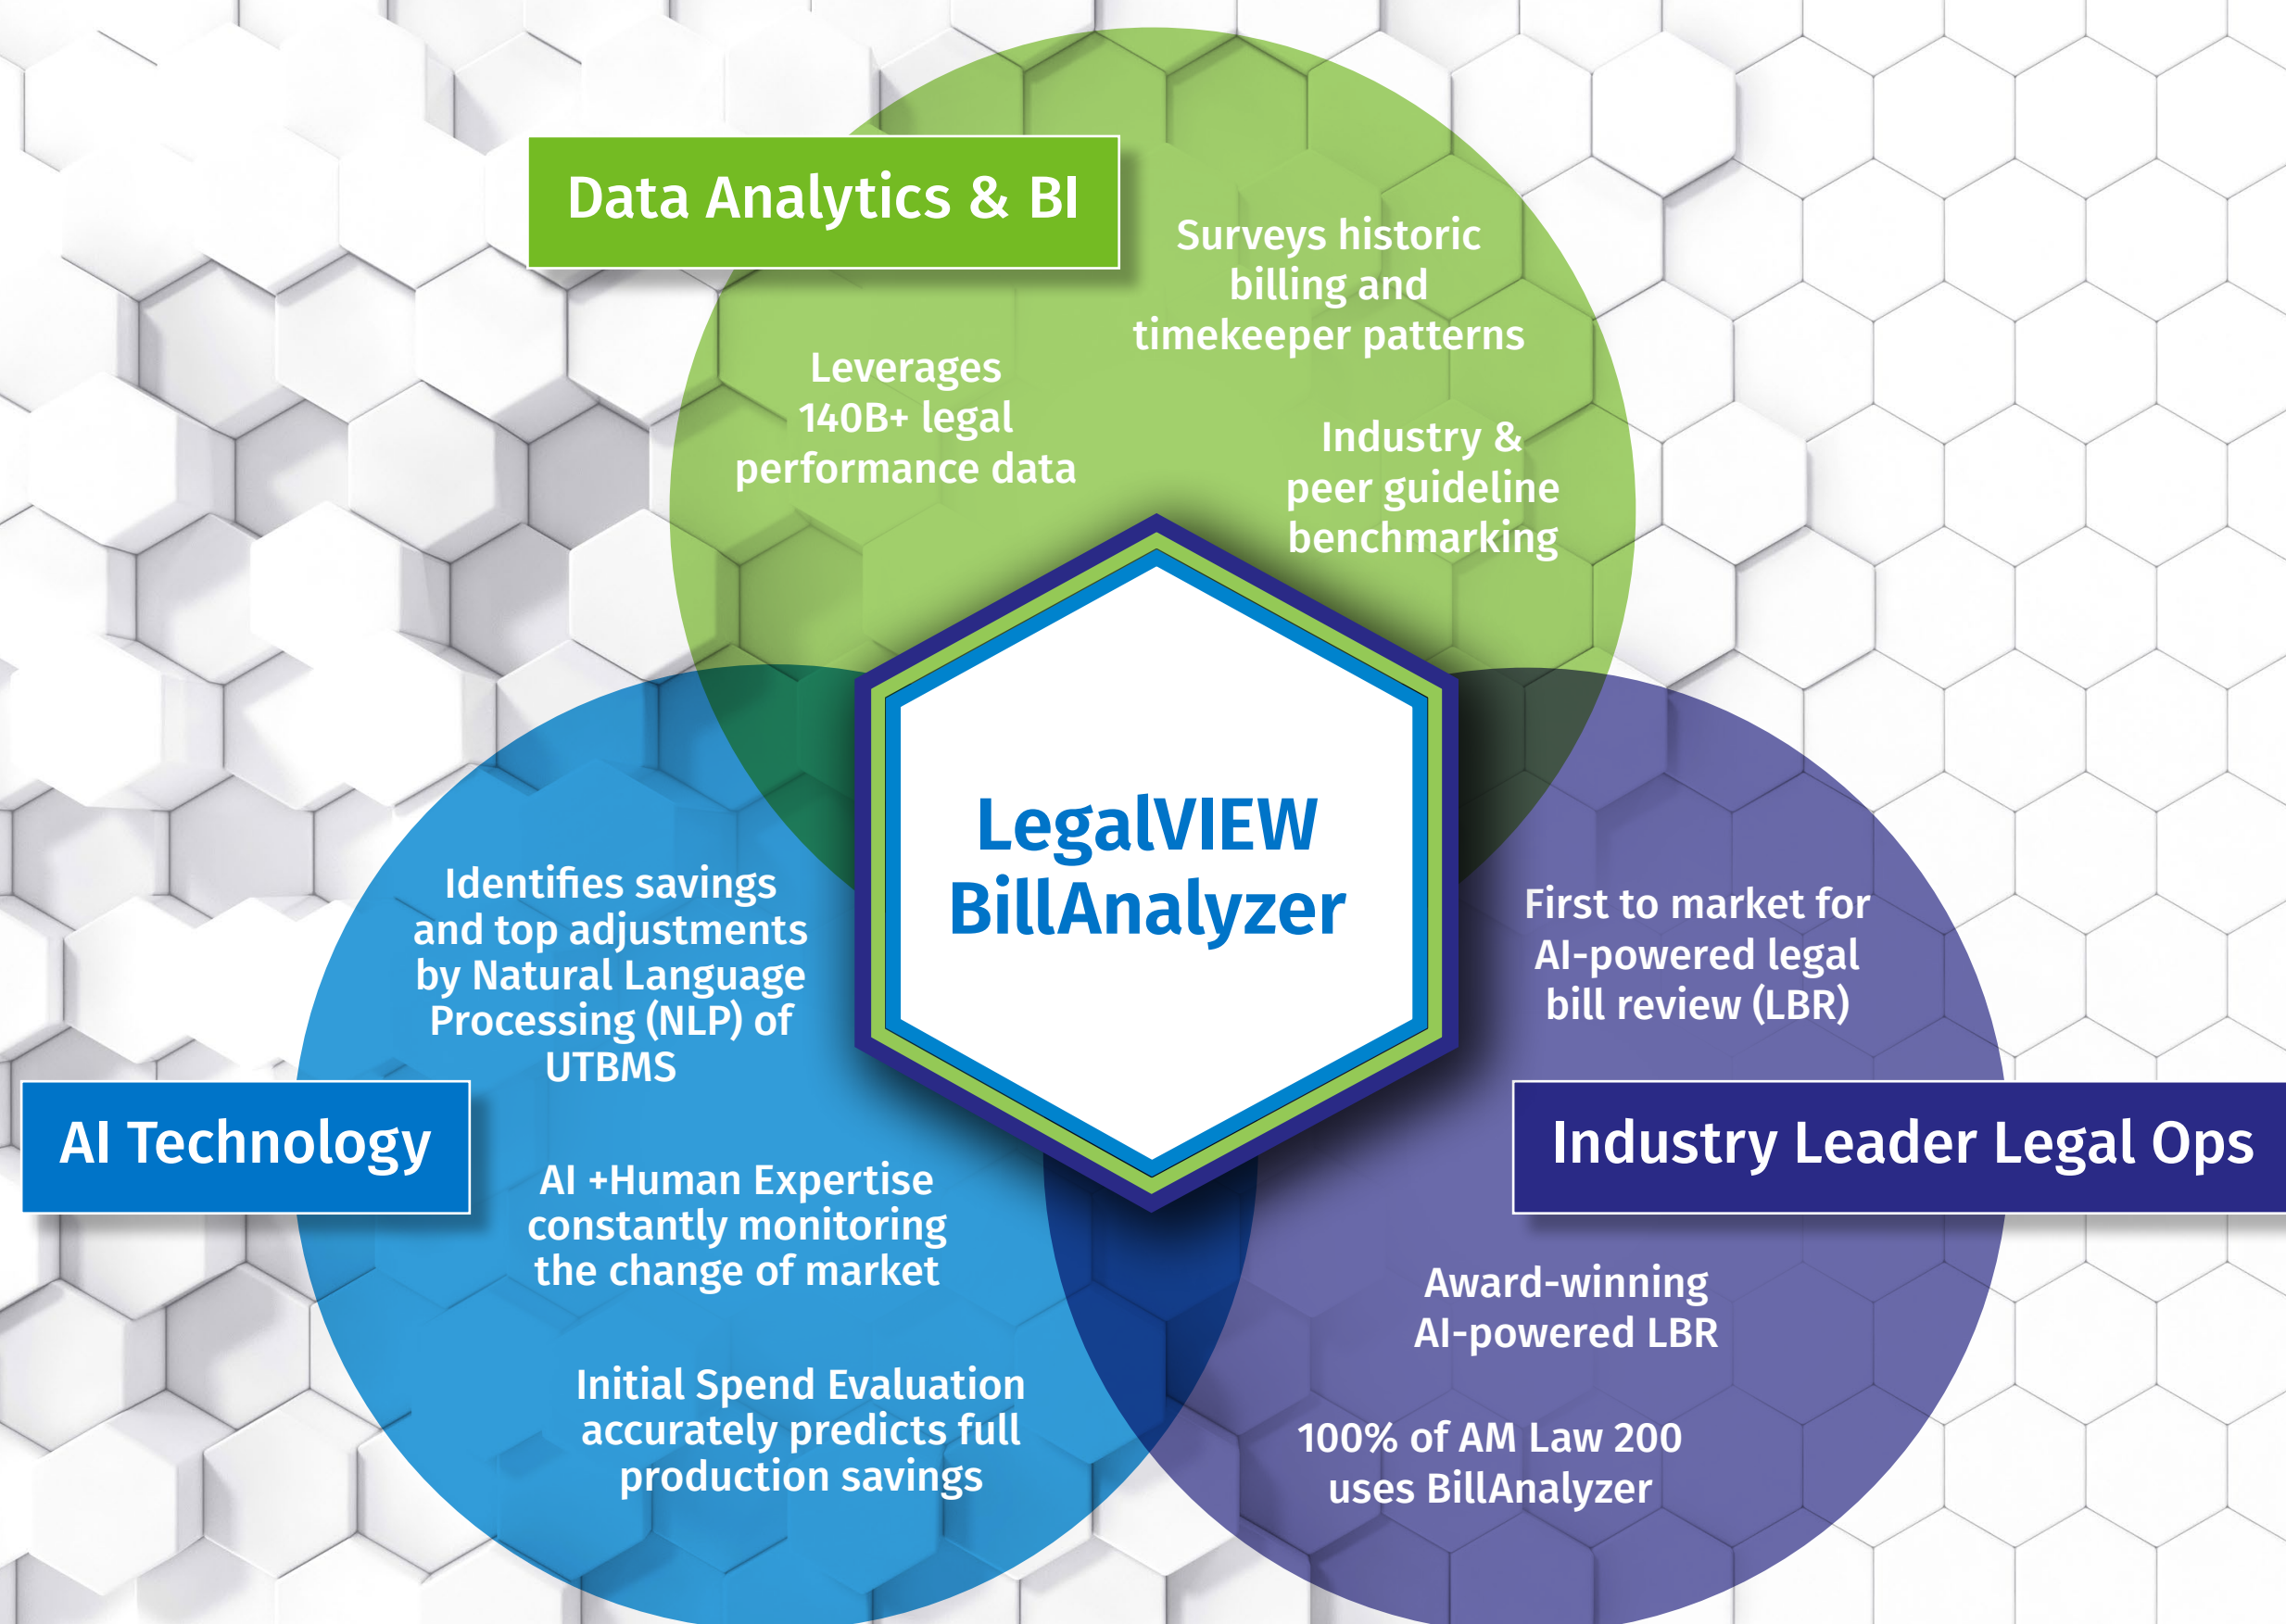 Data Analytics & BI
Surveys historic
billing and
timekeeper patterns
Leverages
140B+ legal
performance data
Industry &
peer guideline
benchmarking
LegalVIEW
BillAnalyzer
Identifies savings
and top adjustments
by Natural Language
Processing (NLP) of
UTBMS
AI Technology
AI +Human Expertise
constantly monitoring
the change of market
Initial Spend Evaluation
accurately predicts full
production savings
First to market for
AI-powered legal
bill review (LBR)
Industry Leader Legal Ops
Award-winning
AI-powered LBR
100% of AM Law 200
uses BillAnalyzer